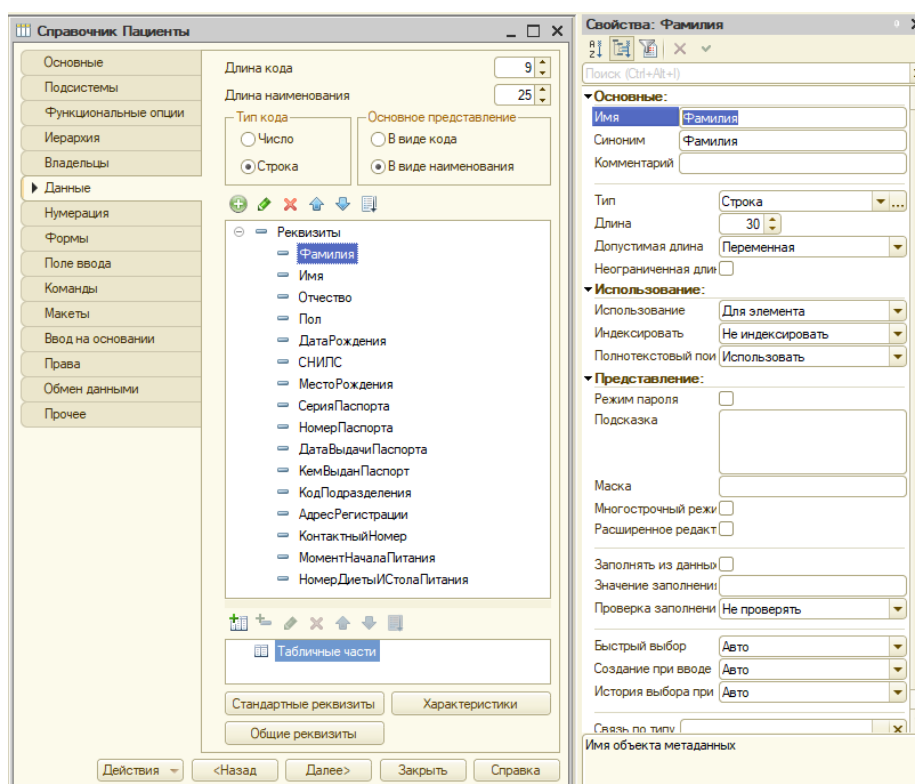 Справочник Пациенты
Основные
Подсистемы
Функциональные опции
Иерархия
Владельцы
Данные
Нумерация
Формы
Поле ввода
Команды
Макеты
Ввод на основании
Права
Обмен данными
Прочее
Длина кода 9
Длина наименования 25
Тип кода
Число
Строка
Основное представление
В виде кода
В виде наименования
Реквизиты
Фамилия
Имя
Отчество
Пол
ДатаРождения
СНИЛС
МестоРождения
СерияПаспорта
НомерПаспорта
ДатаВыдачиПаспорта
КемВыданПаспорт
КодПодразделения
АдресРегистрации
КонтактныйНомер
МоментНачалаПитания
НомерДиетыИСтолаПитания
Табличные части
Стандартные реквизиты Характеристики
Общие реквизиты
Действия <Назад Далее> Закрыть Справка
Свойства: Фамилия
Поиск (Ctrl+Alt+I)
Основные:
Имя Фамилия
Синоним Фамилия
Комментарий
Тип Строка ...
Длина 30
Допустимая длина Переменная
Неограниченная длин
Использование:
Использование Для элемента
Индексировать Не индексировать
Полнотекстовый пои Использовать
Представление:
Режим пароля
Подсказка
Маска
Многострочный режи
Расширенное редакт
Заполнять из данны
Значение заполнени
Проверка заполнени Не проверять
Быстрый выбор Авто
Создание при вводе Авто
История выбора при Авто
Связь по типу
Имя объекта метаданных